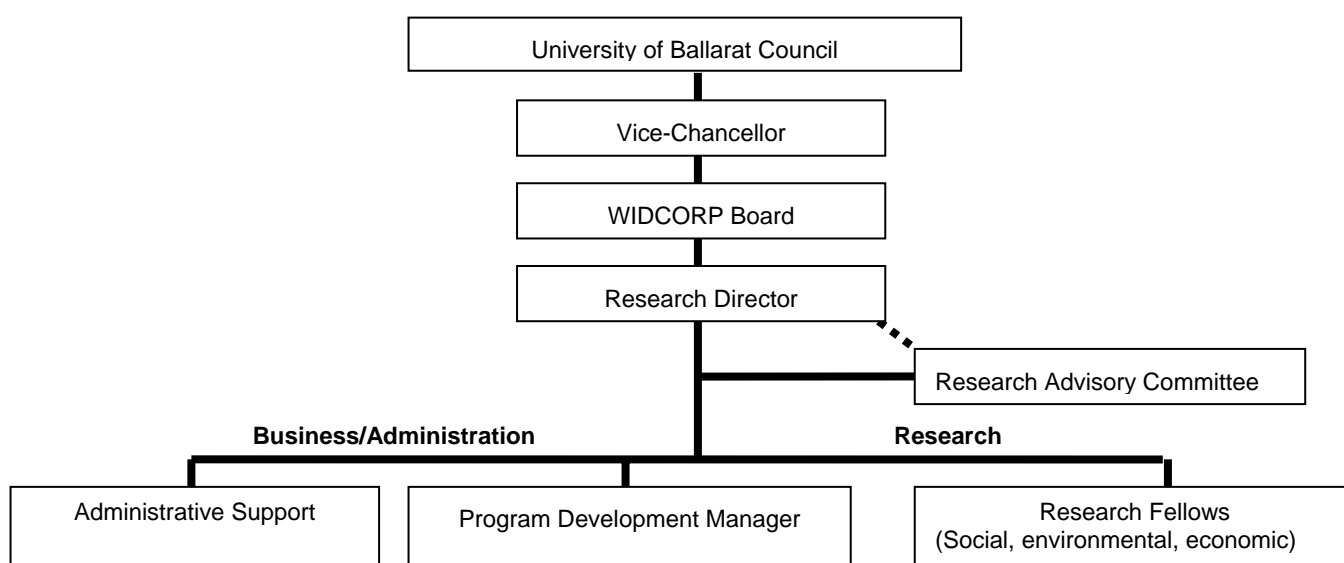 University of Ballarat Council
Vice-Chancellor
WIDCORP Board
Research Director
Research Advisory Committee
Business/Administration
Research
Administrative Support
Program Development Manager
Research Fellows
(Social, environmental, economic)